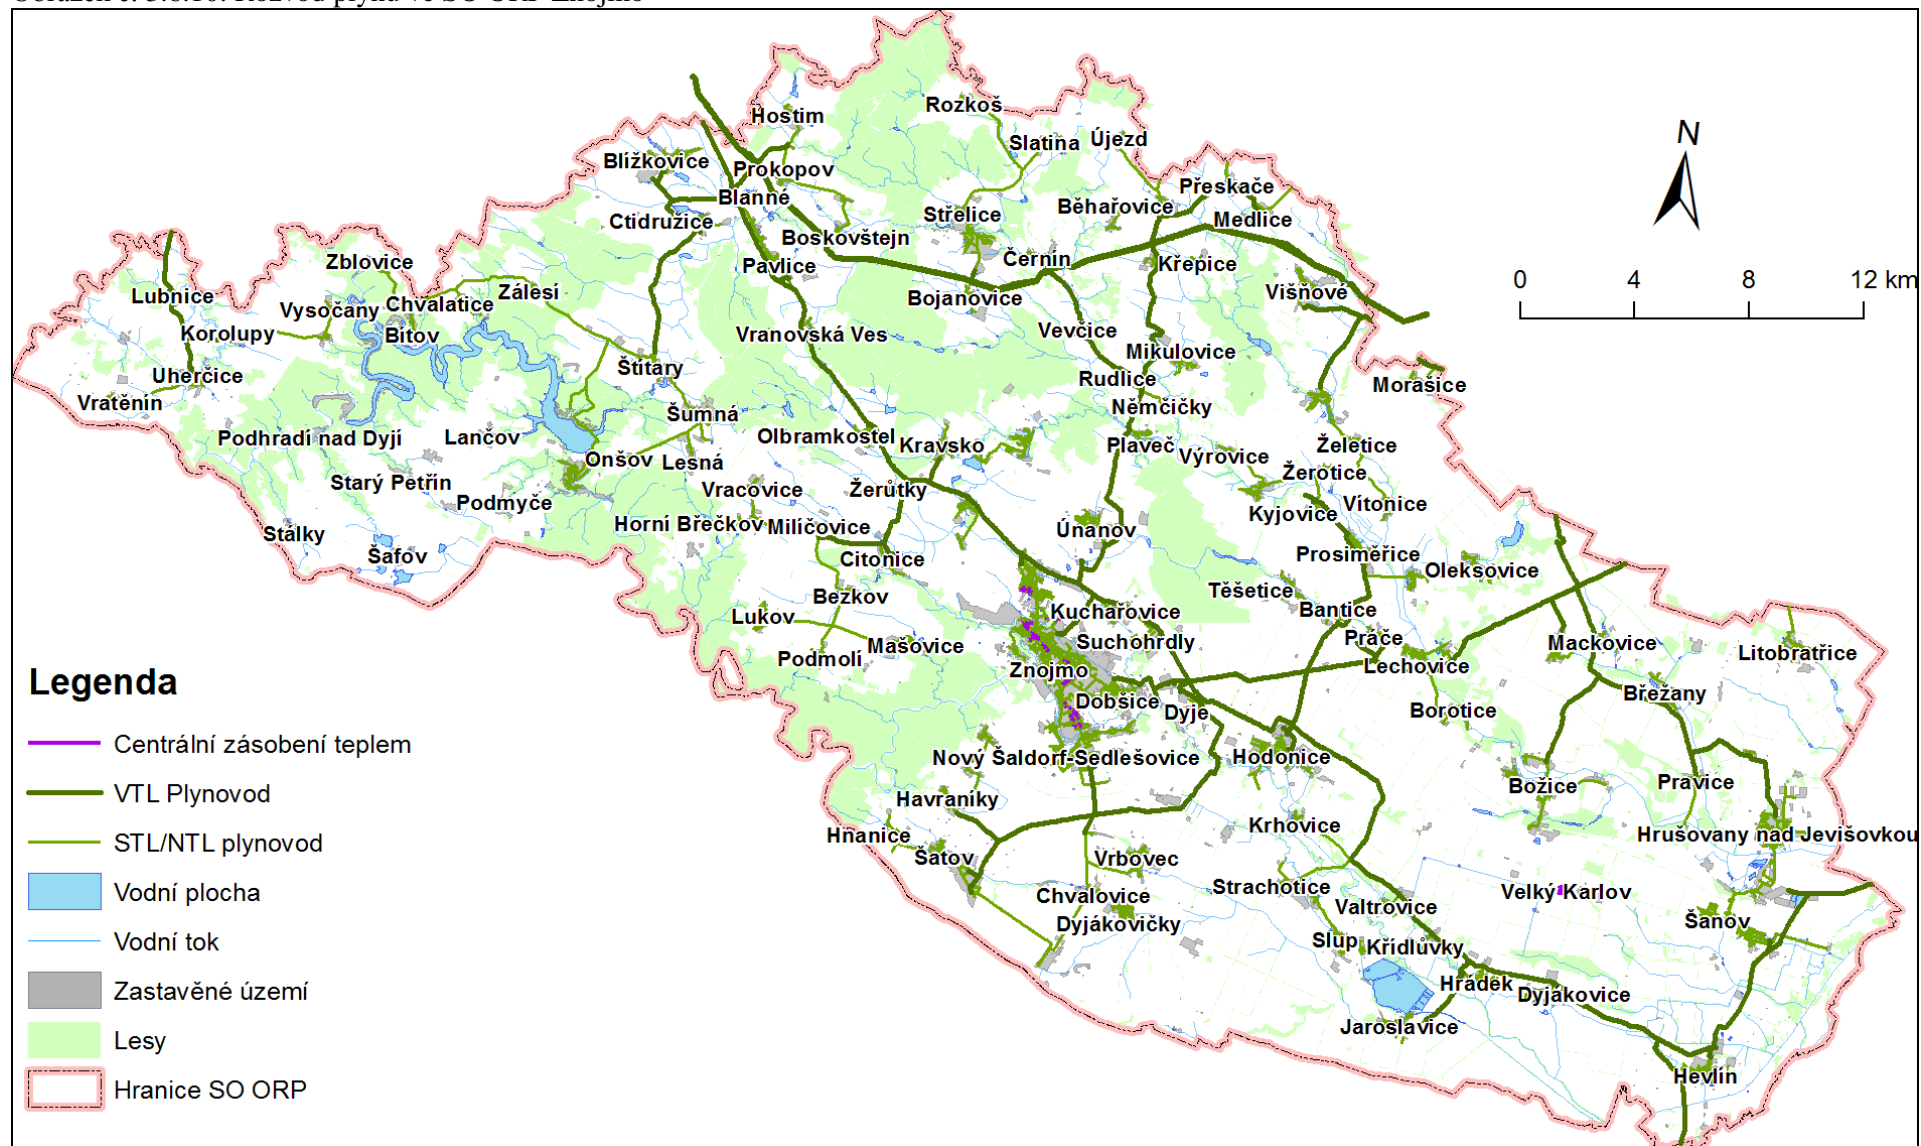 Rozkoš
Hostim
Slatina
Újezd
N
Blížkovice
Prokopov
Přeskače
Blanné
Běhařovice
Střelice
Medlice
Ctidružice
Boskovštejn
Zblovice
Pavlice
Černín
Křepice
0 4 8 12 km
Lubnice
Vysočany
Chvalatice
Zálesí
Bojanovice
Višňové
Korolupy
Bítov
Vranovská Ves
Vevčice
Mikulovice
Uherčice
Štítary
Rudlice
Morašice
Vratěnín
Šumná
Němčičky
Podhradí nad Dyjí
Lančov
Olbramkostel
Kravsko
Plaveč
Výrovice
Želetice
Onšov
Lesná
Žerotice
Starý Petřín
Podmyče
Vracovice
Žerůtky
Kyjovice
Vítonice
Stálky
Horní Břečkov
Milíčovice
Únanov
Šafov
Citonice
Prosiměřice
Oleksovice
Bezkov
Těšetice
Lukov
Kuchařovice
Bantice
Mašovice
Suchohrdly
Práče
Mackovice
Litobratřice
Podmolí
Znojmo
Lechovice
Legenda
Dobšice
Dyje
Borotice
Břežany
Centrální zásobení teplem
Nový Šaldorf-Sedlešovice
Hodonice
VTL Plynovod
Havraníky
Božice
Pravice
STL/NTL plynovod
Hnanice
Krhovice
Hrušovany nad Jevišovkou
Šatov
Vrbovec
Vodní plocha
Chvalovice
Strachotice
Valtrovice
Velký Karlov
Dyjákovičky
Šanov
Vodní tok
Slup
Křídlůvky
Zastavěné území
Hrádek
Dyjákovice
Jaroslavice
Lesy
Hevlín
Hranice SO ORP